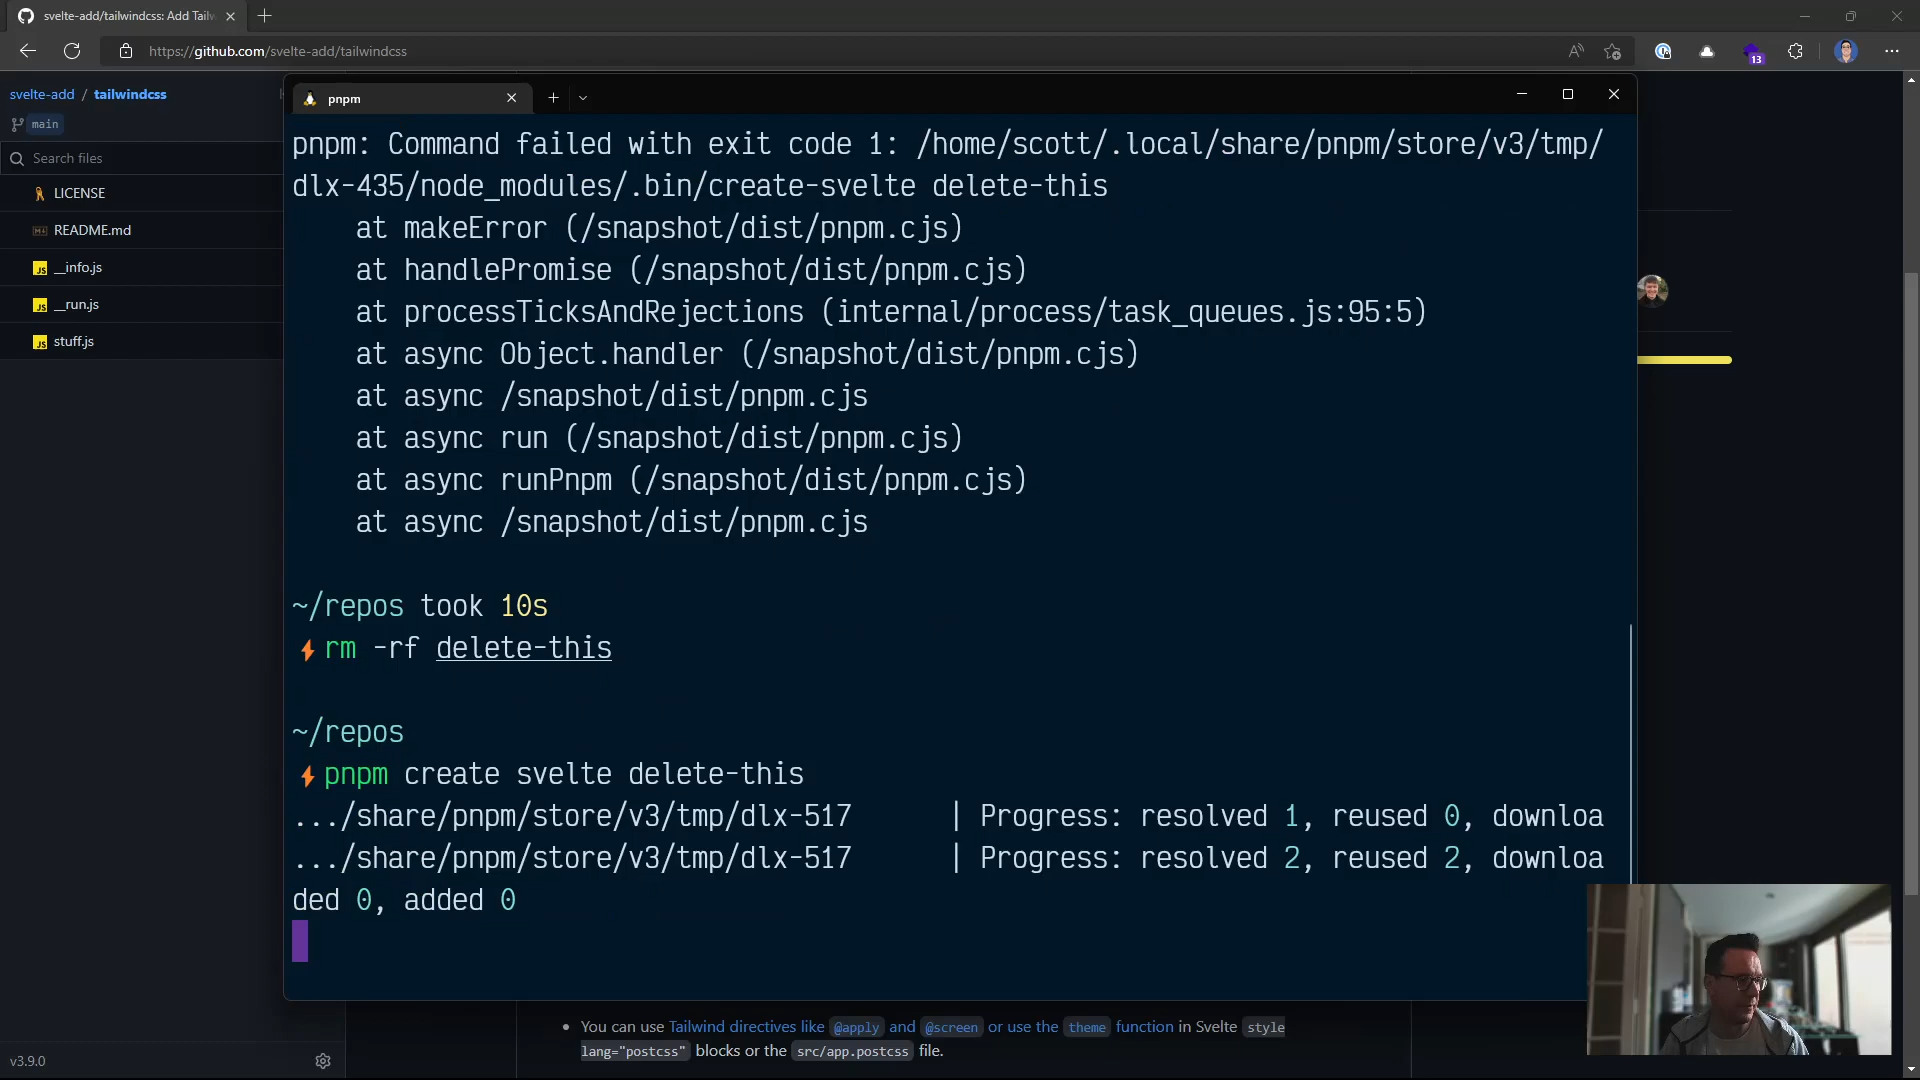 svelte-add/tailwindcss: Add Tailw
https://github.com/svelte-add/tailwindcss
13
svelte-add / tailwindcss
main
Search files
LICENSE
README.md
__info.js
__run.js
stuff.js
v3.9.0
pnpm
pnpm: Command failed with exit code 1: /home/scott/.local/share/pnpm/store/v3/tmp/
dlx-435/node_modules/.bin/create-svelte delete-this
at makeError (/snapshot/dist/pnpm.cjs)
at handlePromise (/snapshot/dist/pnpm.cjs)
at processTicksAndRejections (internal/process/task_queues.js:95:5)
at async Object.handler (/snapshot/dist/pnpm.cjs)
at async /snapshot/dist/pnpm.cjs
at async run (/snapshot/dist/pnpm.cjs)
at async runPnpm (/snapshot/dist/pnpm.cjs)
at async /snapshot/dist/pnpm.cjs
~/repos took 10s
rm -rf delete-this
~/repos
pnpm create svelte delete-this
.../share/pnpm/store/v3/tmp/dlx-517 | Progress: resolved 1, reused 0, downloa
.../share/pnpm/store/v3/tmp/dlx-517 | Progress: resolved 2, reused 2, downloa
ded 0, added 0
You can use Tailwind directives like @apply and @screen or use the theme function in Svelte style
lang="postcss" blocks or the src/app.postcss file.